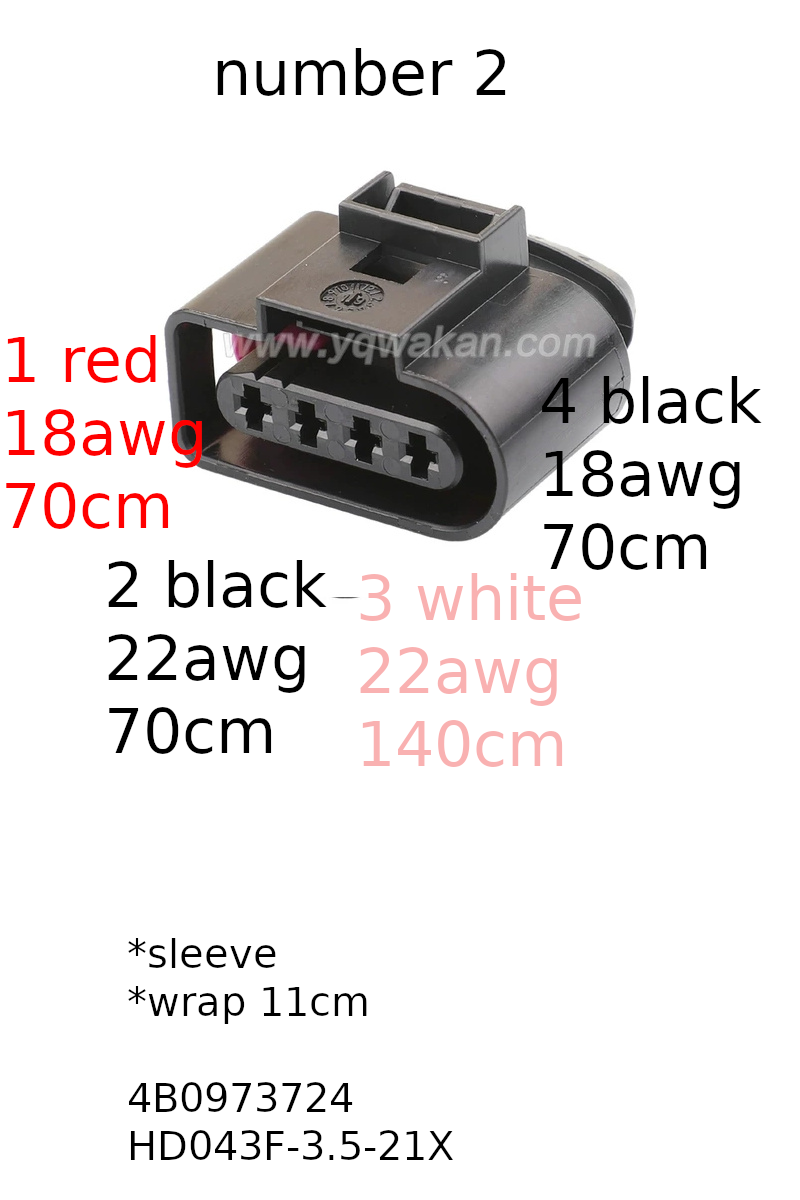 number 2
www.yqwakan.com
1 red
18awg
70cm
4 black
18awg
70cm
2 black
22awg
70cm
3 white
22awg
140cm
*sleeve
*wrap 11cm
4B0973724
HD043F-3.5-21X